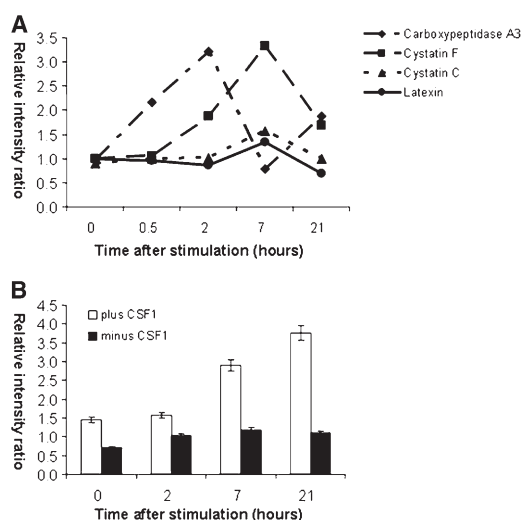 A
Relative intensity ratio
3.5
3.0
2.5
2.0
1.5
1.0
0.5
0.0
0 0.5 2 7 21
Time after stimulation (hours)
Carboxypeptidase A3
Cystatin F
Cystatin C
Latexin
B
Relative intensity ratio
4.5
4.0
3.5
3.0
2.5
2.0
1.5
1.0
0.5
0.0
plus CSF1
minus CSF1
0 2 7 21
Time after stimulation (hours)